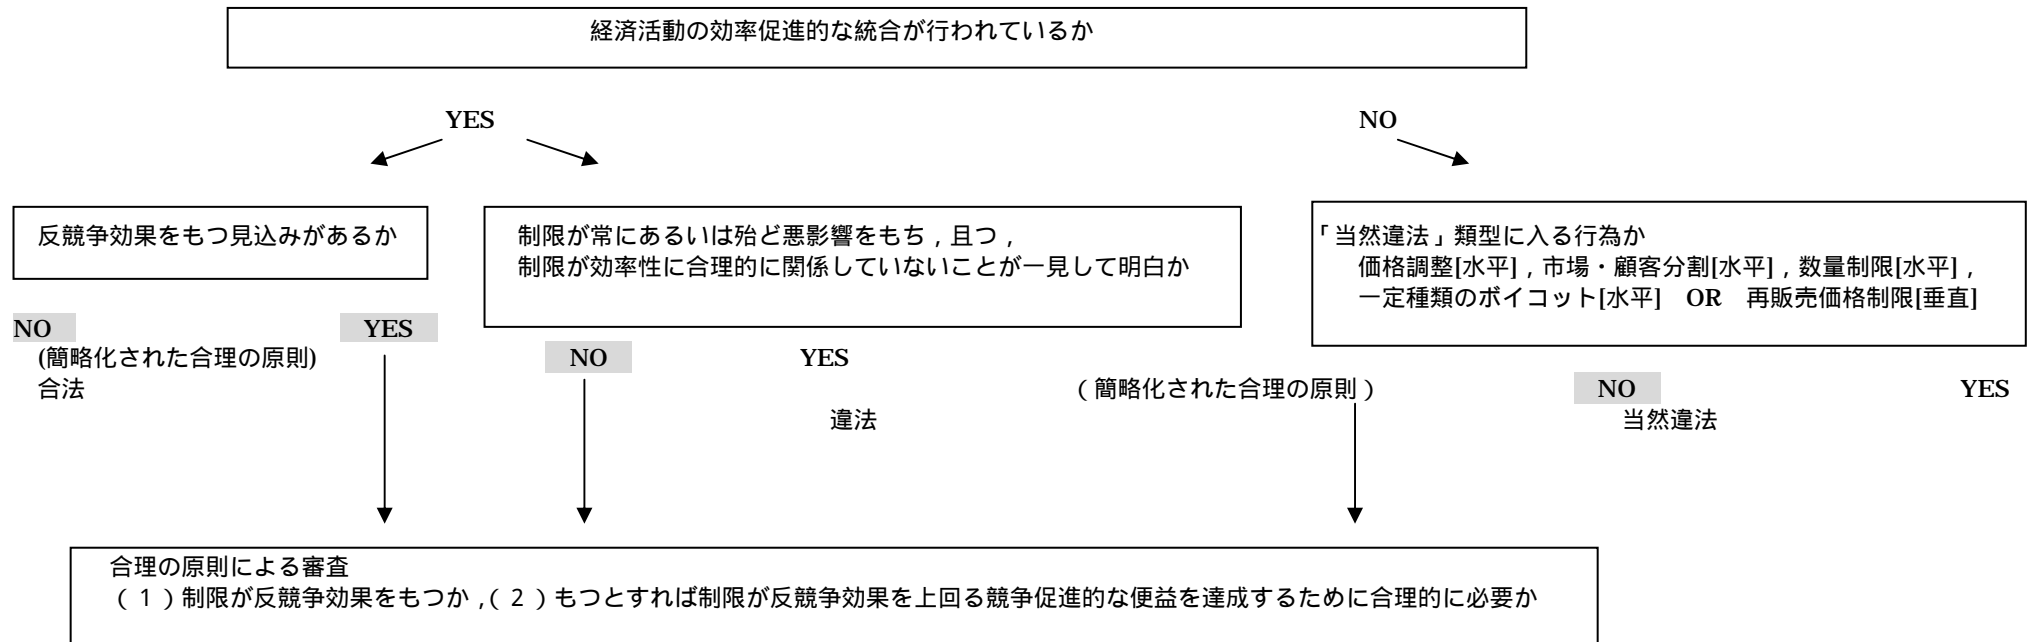 経済活動の効率促進的な統合が行われているか
YES
NO
反競争効果をもつ見込みがあるか
制限が常にあるいは殆ど悪影響をもち，且つ，
制限が効率性に合理的に関係していないことが一見して明白か
「当然違法」類型に入る行為か
価格調整[水平]，市場・顧客分割[水平]，数量制限[水平]，
一定種類のボイコット[水平]　OR　再販売価格制限[垂直]
NO
YES
(簡略化された合理の原則)
合法
NO
YES
（簡略化された合理の原則）
違法
NO
YES
当然違法
合理の原則による審査
（１）制限が反競争効果をもつか，（２）もつとすれば制限が反競争効果を上回る競争促進的な便益を達成するために合理的に必要か